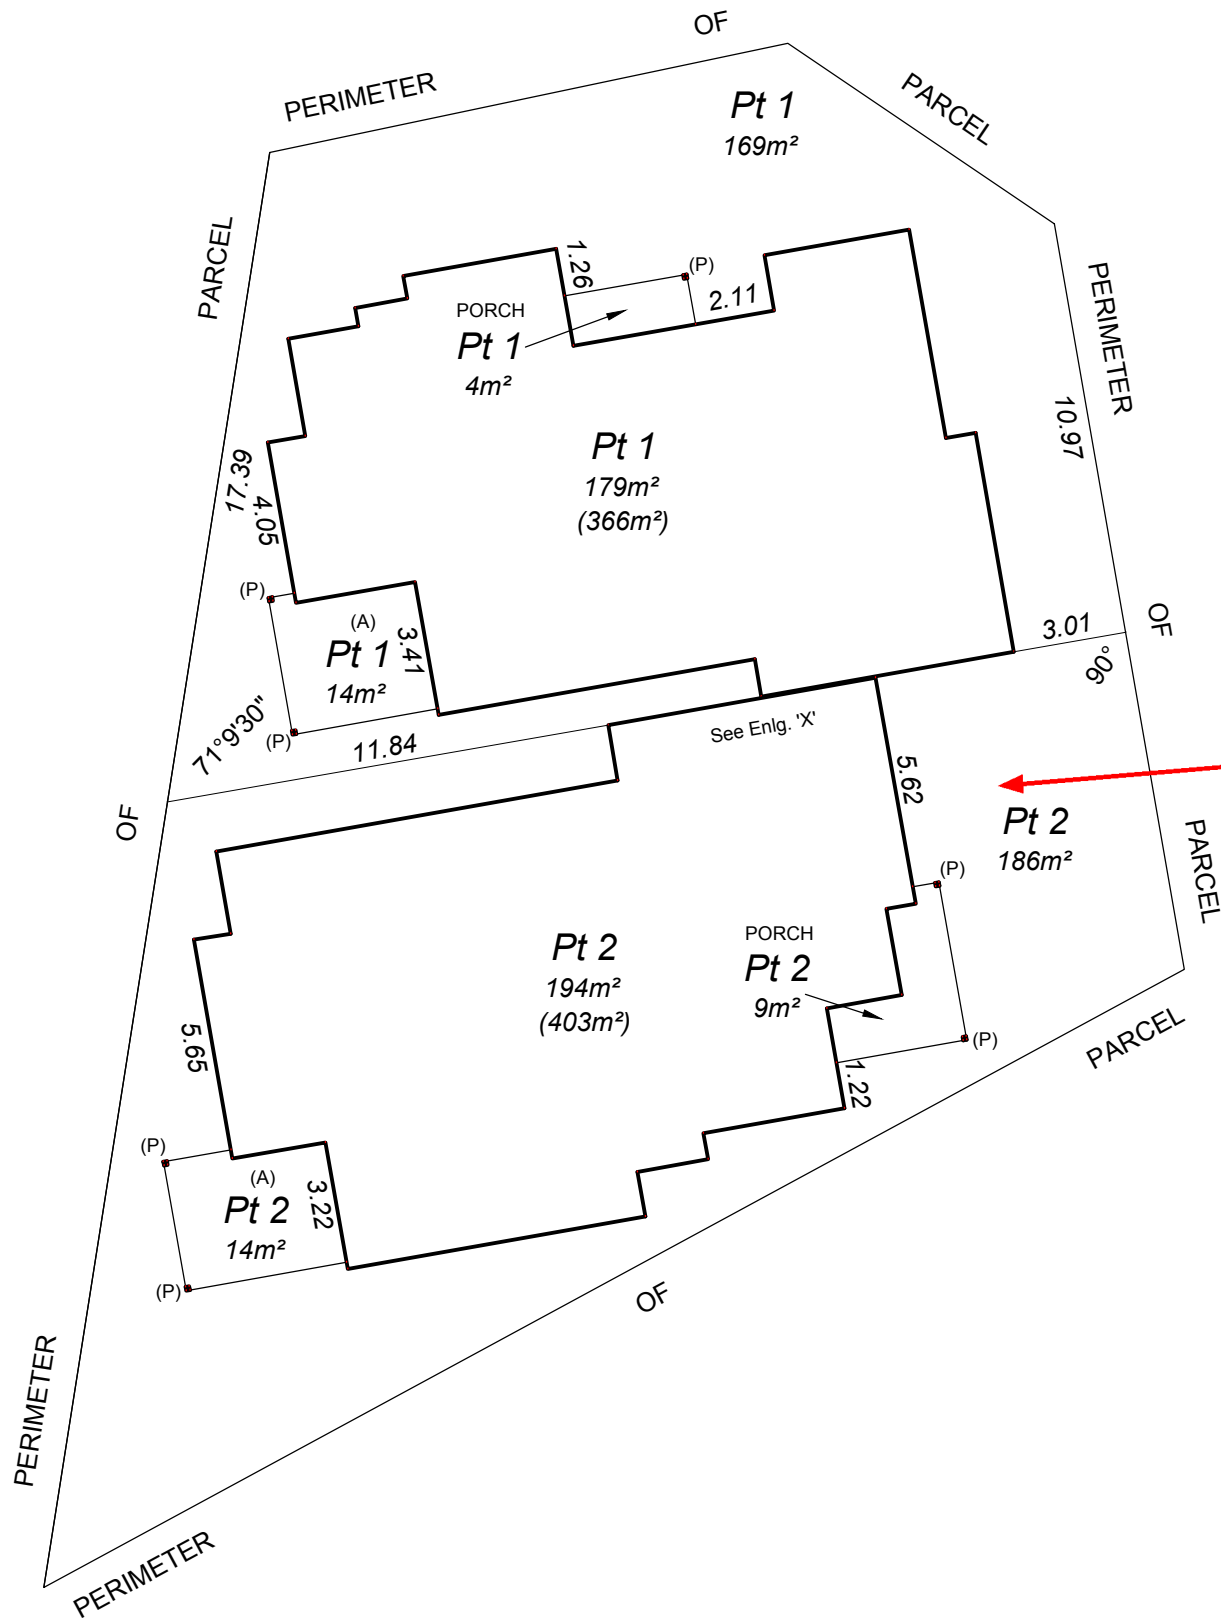 OF
PERIMETER
PARCEL
Pt 1
169m²
PARCEL
1.26
(P)
2.11
PORCH
Pt 1
4m²
PERIMETER
10.97
Pt 1
179m²
(366m²)
17.39
4.05
(P)
(A)
Pt 1
14m²
3.41
(P)
3.01
OF
90°
71°9'30"
11.84
See Enlg. 'X'
5.62
OF
Pt 2
186m²
PARCEL
(P)
PORCH
Pt 2
9m²
Pt 2
194m²
(403m²)
(P)
PARCEL
5.65
1.22
(P)
(A)
Pt 2
14m²
3.22
(P)
OF
PERIMETER
PERIMETER